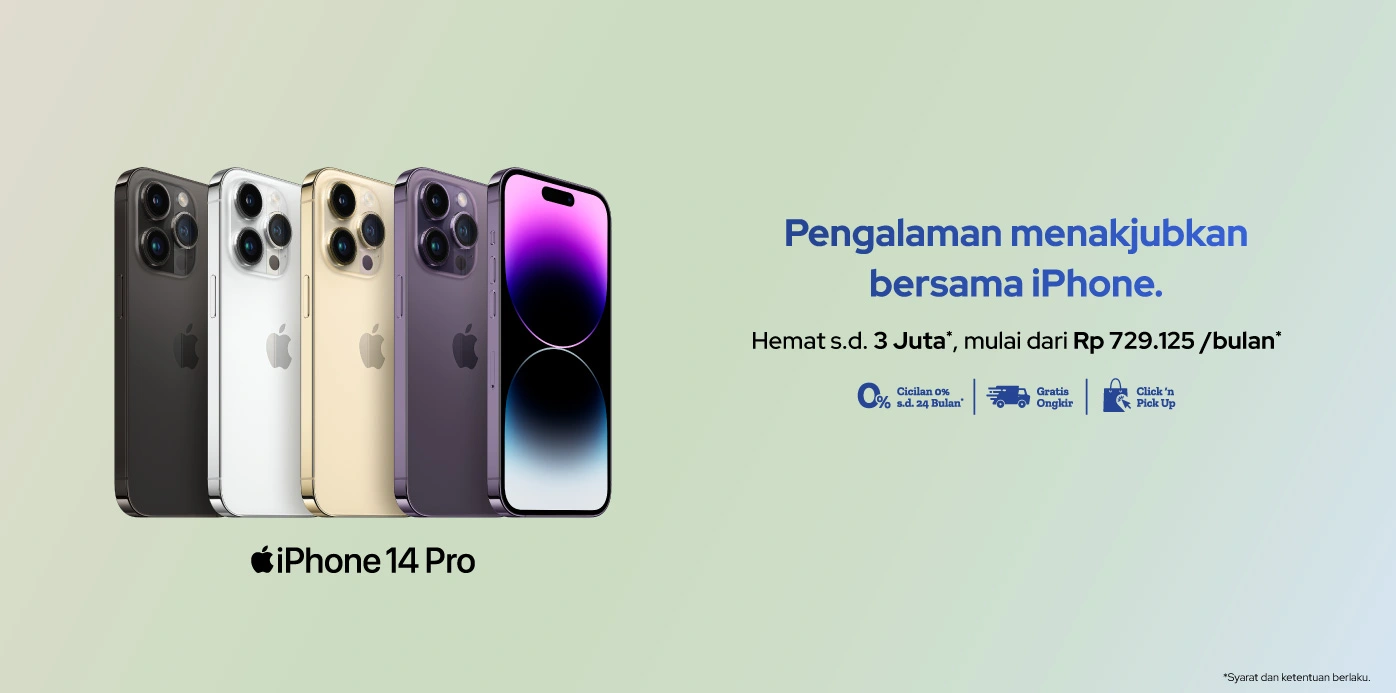 iPhone 14 Pro
Pengalaman menakjubkan
bersama iPhone.
Hemat s.d. 3 Juta*, mulai dari Rp 729.125 /bulan*
0% Cicilan 0%
s.d. 24 Bulan*
Gratis
Ongkir
Click 'n
Pick Up
*Syarat dan ketentuan berlaku.